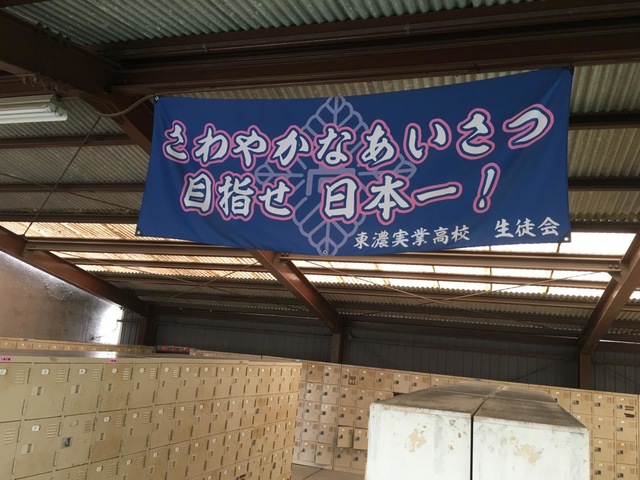 さわやかなあいさつ
目指せ 日本一！
東濃実業高校 生徒会